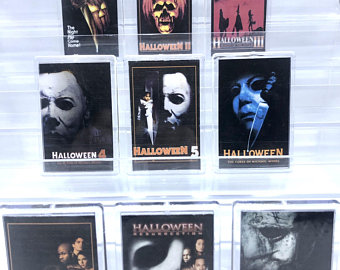 The
Night
He
Came
Home!
HALLOWEEN II
HALLOWEEN III
HALLOWEEN 4
HALLOWEEN 5
HALLOWEEN
THE CURSE OF MICHAEL MYERS
HALLOWEEN
RESURRECTION